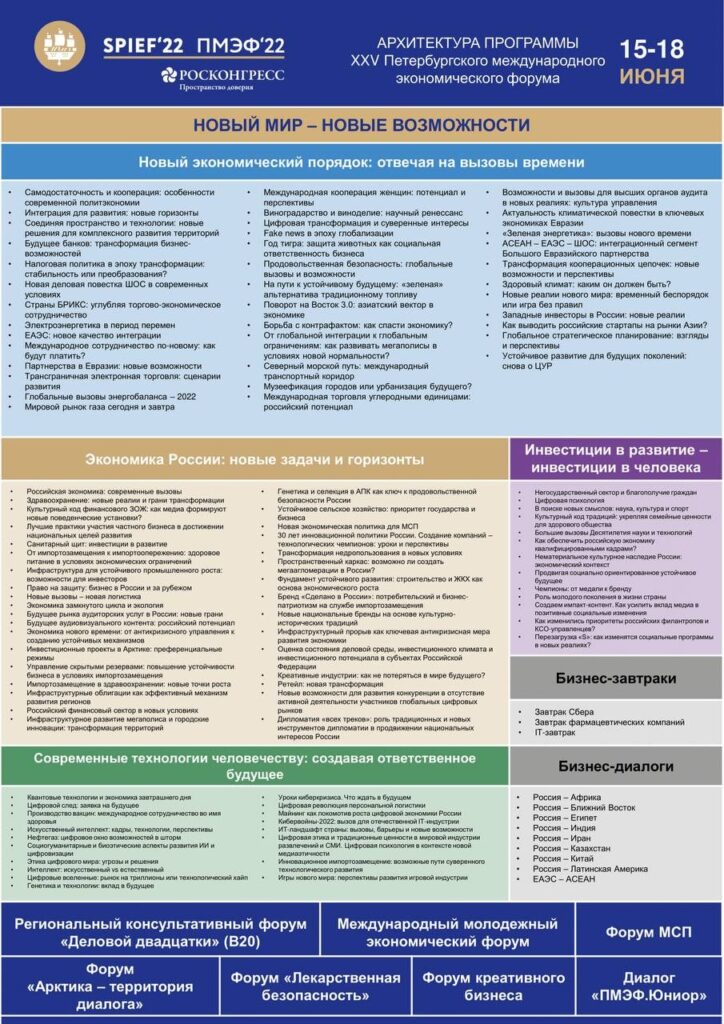 SPIEF'22 ПМЭФ'22
РОСКОНГРЕСС
Пространство доверия
АРХИТЕКТУРА ПРОГРАММЫ
XXV Петербургского международного
экономического форума
15-18
ИЮНЯ
НОВЫЙ МИР – НОВЫЕ ВОЗМОЖНОСТИ
Новый экономический порядок: отвечая на вызовы времени
• Самодостаточность и кооперация: особенности
современной политэкономии
• Интеграция для развития: новые горизонты
• Соединяя пространство и технологии: новые
решения для комплексного развития территорий
• Будущее банков: трансформация бизнес-
возможностей
• Налоговая политика в эпоху трансформации:
стабильность или преобразования?
• Новая деловая повестка ШОС в современных
условиях
• Страны БРИКС: углубляя торгово-экономическое
сотрудничество
• Электроэнергетика в период перемен
• ЕАЭС: новое качество интеграции
• Международное сотрудничество по-новому: как
будут платить?
• Партнерства в Евразии: новые возможности
• Трансграничная электронная торговля: сценарии
развития
• Глобальные вызовы энергобаланса – 2022
• Мировой рынок газа сегодня и завтра
• Международная кооперация женщин: потенциал и
перспективы
• Виноградарство и виноделие: научный ренессанс
• Цифровая трансформация и суверенные интересы
• Fake news в эпоху глобализации
• Год тигра: защита животных как социальная
ответственность бизнеса
• Продовольственная безопасность: глобальные
вызовы и возможности
• На пути к устойчивому будущему: «зеленая»
альтернатива традиционному топливу
• Поворот на Восток 3.0: азиатский вектор в
экономике
• Борьба с контрафактом: как спасти экономику?
• От глобальной интеграции к глобальным
ограничениям: как развивать мегаполисы в
условиях новой нормальности?
• Северный морской путь: международный
транспортный коридор
• Музеефикация городов или урбанизация будущего?
• Международная торговля углеродными единицами:
российский потенциал
• Возможности и вызовы для высших органов аудита
в новых реалиях: культура управления
• Актуальность климатической повестки в ключевых
экономиках Евразии
• «Зеленая энергетика»: вызовы нового времени
• АСЕАН – ЕАЭС – ШОС: интеграционный сегмент
Большого Евразийского партнерства
• Трансформация кооперационных цепочек: новые
возможности и перспективы
• Здоровый климат: каким он должен быть?
• Новые реалии нового мира: временный беспорядок
или игра без правил
• Западные инвесторы в России: новые реалии
• Как выводить российские стартапы на рынки Азии?
• Глобальное стратегическое планирование: взгляды
и перспективы
• Устойчивое развитие для будущих поколений:
снова о ЦУР
Экономика России: новые задачи и горизонты
• Российская экономика: современные вызовы
• Здравоохранение: новые реалии и грани трансформации
• Культурный код финансового ЗОЖ: как медиа формируют
новые поведенческие установки?
• Лучшие практики участия частного бизнеса в достижении
национальных целей развития
• Санитарный щит: инвестиции в развитие
• От импортозамещения к импортоопережению: здоровое
питание в условиях экономических ограничений
• Инфраструктура для устойчивого промышленного роста:
возможности для инвесторов
• Право на защиту: бизнес в России и за рубежом
• Новые вызовы – новая логистика
• Экономика замкнутого цикла и экология
• Будущее рынка аудиторских услуг в России: новые грани
• Будущее аудиовизуального контента: российский потенциал
• Экономика нового времени: от антикризисного управления к
созданию устойчивых механизмов
• Инвестиционные проекты в Арктике: преференциальные
режимы
• Управление скрытыми резервами: повышение устойчивости
бизнеса в условиях импортозамещения
• Импортозамещение в здравоохранении: новые точки роста
• Инфраструктурные облигации как эффективный механизм
развития регионов
• Российский финансовый сектор в новых условиях
• Инфраструктурное развитие мегаполиса и городские
инновации: трансформация территорий
• Генетика и селекция в АПК как ключ к продовольственной
безопасности России
• Устойчивое сельское хозяйство: приоритет государства и
бизнеса
• Новая экономическая политика для МСП
• 30 лет инновационной политики России. Создание компаний –
технологических чемпионов: уроки и перспективы
• Трансформация недропользования в новых условиях
• Пространственный каркас: возможно ли создать
мегаагломерации в России?
• Фундамент устойчивого развития: строительство и ЖКХ как
основа экономического роста
• Бренд «Сделано в России»: потребительский и бизнес-
патриотизм на службе импортозамещения
• Новые национальные бренды на основе культурно-
исторических традиций
• Инфраструктурный прорыв как ключевая антикризисная мера
развития экономики
• Оценка состояния деловой среды, инвестиционного климата и
инвестиционного потенциала в субъектах Российской
Федерации
• Креативные индустрии: как не потеряться в мире будущего?
• Ретейл: новая трансформация
• Новые возможности для развития конкуренции в отсутствие
активной деятельности участников глобальных цифровых
рынков
• Дипломатия «всех треков»: роль традиционных и новых
инструментов дипломатии в продвижении национальных
интересов России
Инвестиции в развитие –
инвестиции в человека
• Негосударственный сектор и благополучие граждан
• Цифровая психология
• В поиске новых смыслов: наука, культура и спорт
• Культурный код традиций: укрепляя семейные ценности
для здорового общества
• Большие вызовы Десятилетия науки и технологий
• Как обеспечить российскую экономику
квалифицированными кадрами?
• Нематериальное культурное наследие России:
экономический контекст
• Продвигая социально ориентированное устойчивое
будущее
• Чемпионы: от медали к бренду
• Роль молодого поколения в жизни страны
• Создаем импакт-контент. Как усилить вклад медиа в
позитивные социальные изменения
• Как изменились приоритеты российских филантропов и
КСО-управленцев?
• Перезагрузка «S»: как изменятся социальные программы
в новых реалиях?
Бизнес-завтраки
• Завтрак Сбера
• Завтрак фармацевтических компаний
• IT-завтрак
Современные технологии человечеству: создавая ответственное
будущее
• Квантовые технологии и экономика завтрашнего дня
• Цифровой след: заявка на будущее
• Производство вакцин: международное сотрудничество во имя
здоровья
• Искусственный интеллект: кадры, технологии, перспективы
• Нефтегаз: цифровое окно возможностей в шторм
• Социогуманитарные и биоэтические аспекты развития ИИ и
цифровизации
• Этика цифрового мира: угрозы и решения
• Интеллект: искусственный vs естественный
• Цифровые вселенные: рынок на триллионы или технологический хайп
• Генетика и технологии: вклад в будущее
• Уроки киберкризиса. Что ждать в будущем
• Цифровая революция персональной логистики
• Майнинг как локомотив роста цифровой экономики России
• Кибервойны-2022: вызов для отечественной IT-индустрии
• ИТ-ландшафт страны: вызовы, барьеры и новые возможности
• Цифровая этика и традиционные ценности в мировой индустрии
развлечений и СМИ. Цифровая психология в контексте новой
медиаэтичности
• Инновационное импортозамещение: возможные пути суверенного
технологического развития
• Игры нового мира: перспективы развития игровой индустрии
Бизнес-диалоги
• Россия – Африка
• Россия – Ближний Восток
• Россия – Египет
• Россия – Индия
• Россия – Иран
• Россия – Казахстан
• Россия – Китай
• Россия – Латинская Америка
• ЕАЭС – АСЕАН
Региональный консультативный форум
«Деловой двадцатки» (B20)
Международный молодежный
экономический форум
Форум МСП
Форум
«Арктика – территория
диалога»
Форум «Лекарственная
безопасность»
Форум креативного
бизнеса
Диалог
«ПМЭФ.Юниор»